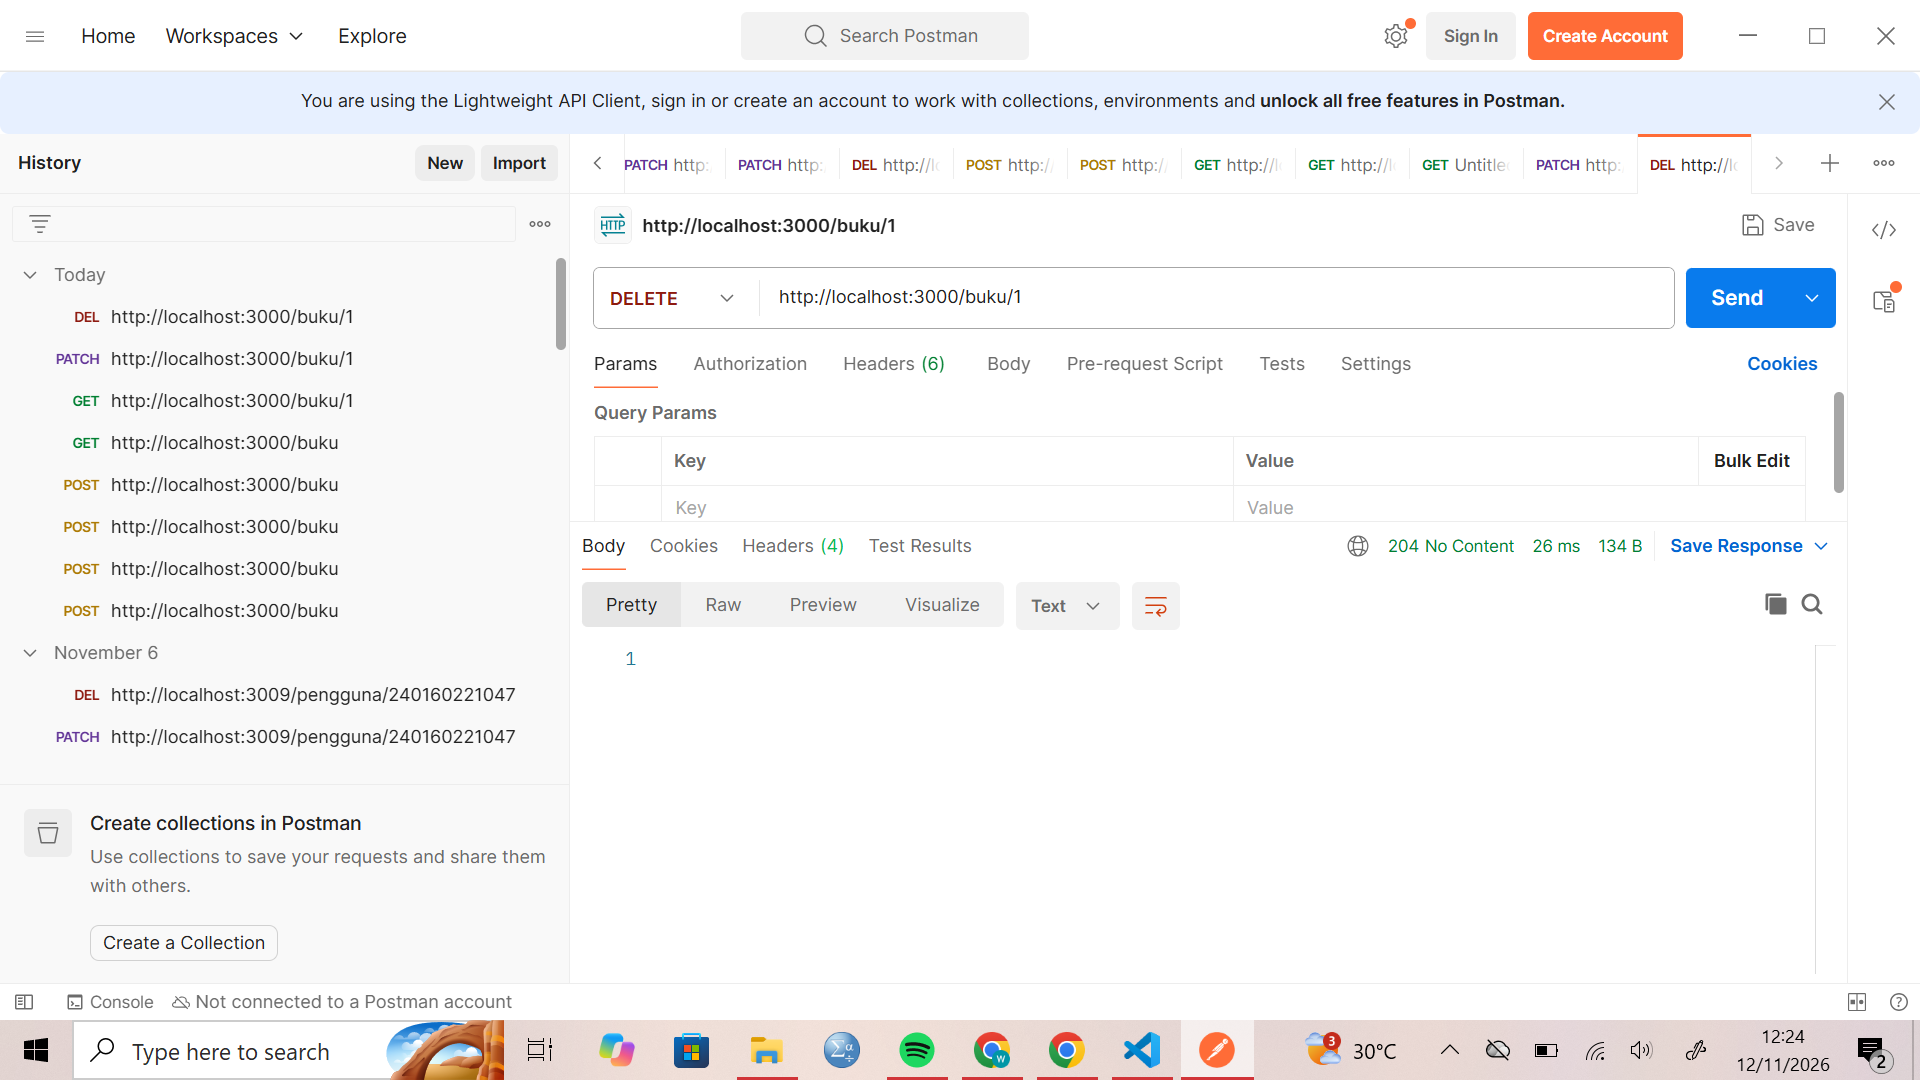 Home Workspaces Explore
Search Postman
Sign In Create Account
You are using the Lightweight API Client, sign in or create an account to work with collections, environments and unlock all free features in Postman.
History New Import
PATCH http: PATCH http: DEL http://l POST http:/ POST http:/ GET http://l GET http://l GET Untitle PATCH http: DEL http://l
Today
DEL http://localhost:3000/buku/1
PATCH http://localhost:3000/buku/1
GET http://localhost:3000/buku/1
GET http://localhost:3000/buku
POST http://localhost:3000/buku
POST http://localhost:3000/buku
POST http://localhost:3000/buku
POST http://localhost:3000/buku
November 6
DEL http://localhost:3009/pengguna/240160221047
PATCH http://localhost:3009/pengguna/240160221047
Create collections in Postman
Use collections to save your requests and share them
with others.
Create a Collection
HTTP http://localhost:3000/buku/1 Save
DELETE http://localhost:3000/buku/1 Send
Params Authorization Headers (6) Body Pre-request Script Tests Settings Cookies
Query Params
Key Value Bulk Edit
Key Value
Body Cookies Headers (4) Test Results 204 No Content 26 ms 134 B Save Response
Pretty Raw Preview Visualize Text
1
Console Not connected to a Postman account
Type here to search
3 30°C
12:24
12/11/2026
2